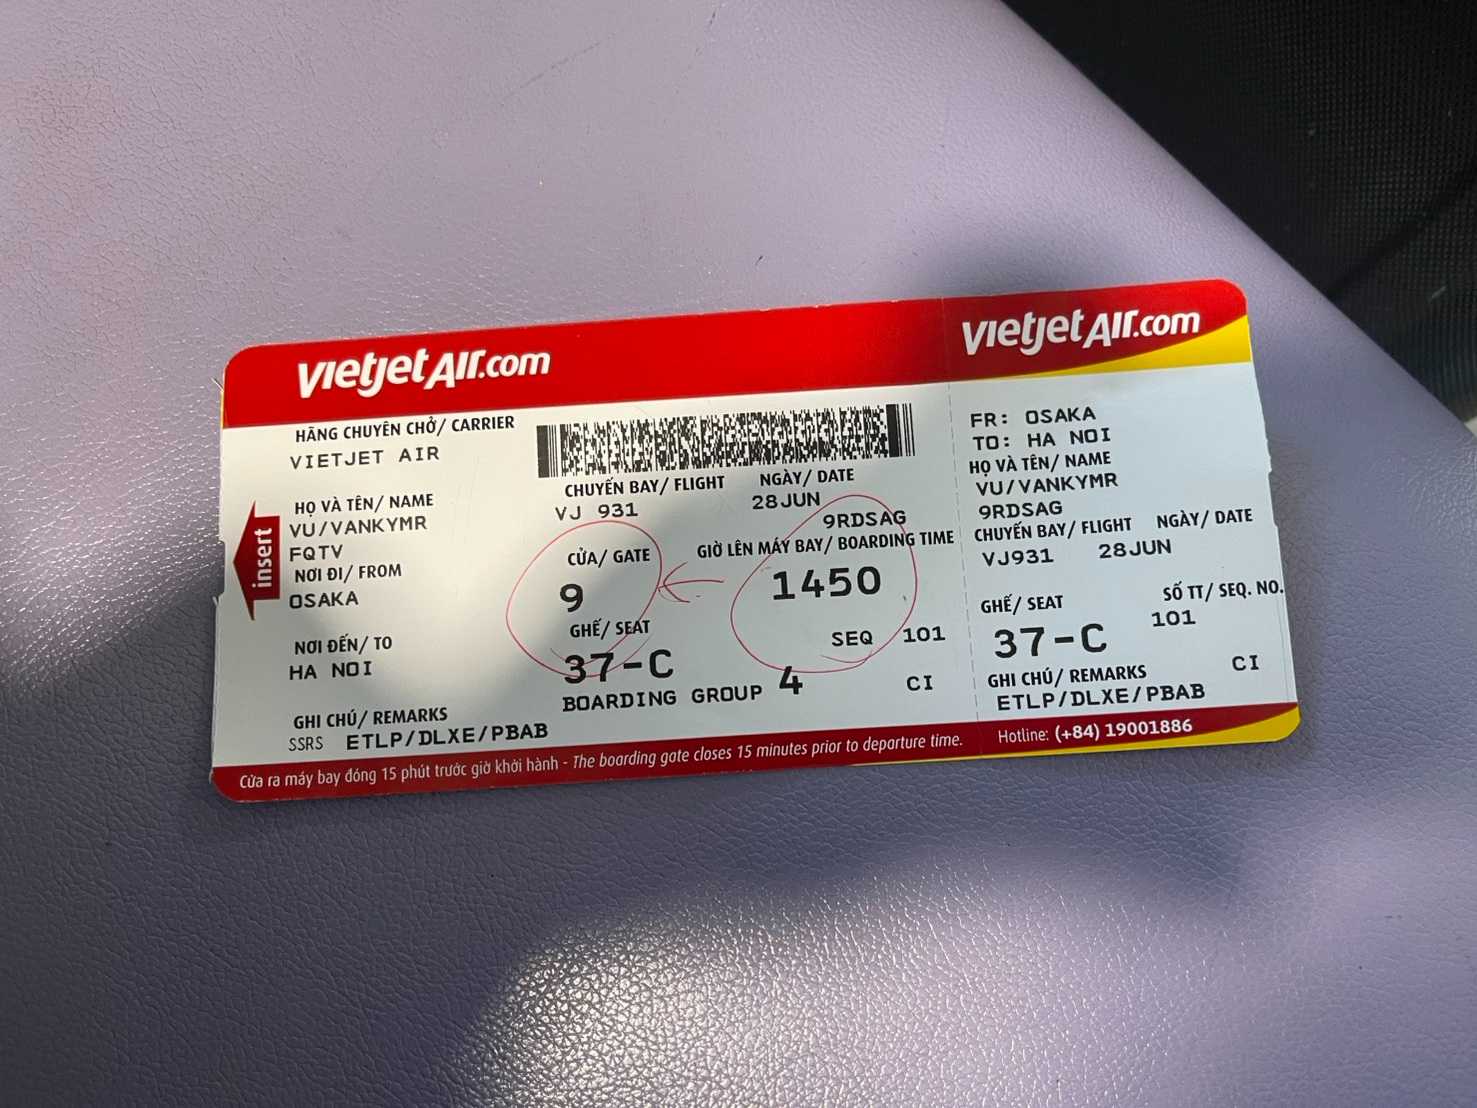 vietjetAir.com
HÃNG CHUYÊN CHỞ/ CARRIER
VIETJET AIR
HỌ VÀ TÊN/ NAME
VU/VANKYMR
FQTV
NƠI ĐI/ FROM
OSAKA
NƠI ĐẾN/ TO
HA NOI
GHI CHÚ/ REMARKS
SSRS ETLP/DLXE/PBAB
insert
CHUYẾN BAY/ FLIGHT NGÀY/ DATE
VJ 931 28JUN
9RDSAG
CỬA/ GATE GIỜ LÊN MÁY BAY/ BOARDING TIME
9 1450
GHẾ/ SEAT SEQ 101
37-C
BOARDING GROUP 4 CI
Cửa ra máy bay đóng 15 phút trước giờ khởi hành - The boarding gate closes 15 minutes prior to departure time.
vietjetAir.com
FR: OSAKA
TO: HA NOI
HỌ VÀ TÊN/ NAME
VU/VANKYMR
9RDSAG
CHUYẾN BAY/ FLIGHT NGÀY/ DATE
VJ931 28JUN
GHẾ/ SEAT SỐ TT/ SEQ. NO.
37-C 101
GHI CHÚ/ REMARKS CI
ETLP/DLXE/PBAB
Hotline: (+84) 19001886